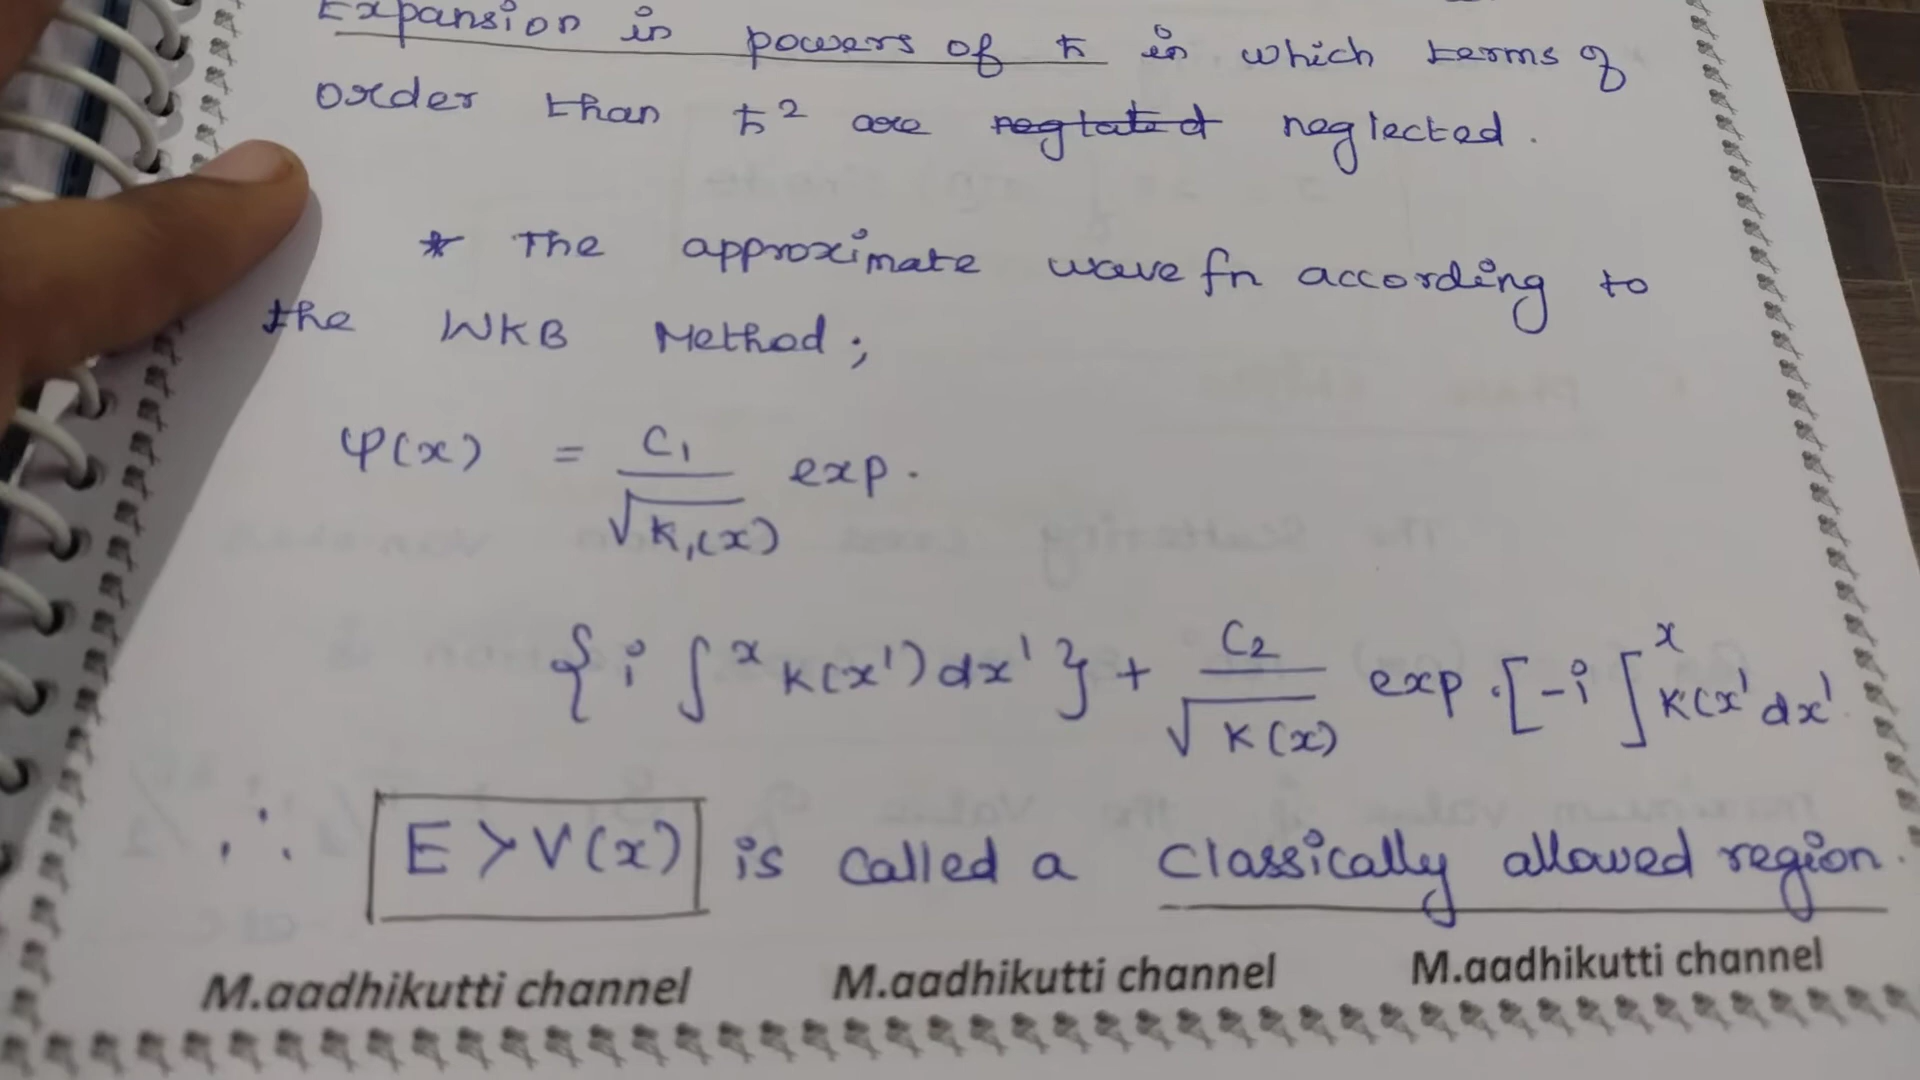 Expansion in powers of ħ in which terms of
order than ħ² are neglated neglected.
* The approximate wave fn according to
the WKB Method;
φ(x) = C₁/√K₁(x) exp.
{i ∫ˣ K(x')dx'} + C₂/√K(x) exp.[-i ∫ˣ K(x' dx'
∴ E > V(x) is called a classically allowed region.
M.aadhikutti channel M.aadhikutti channel M.aadhikutti channel